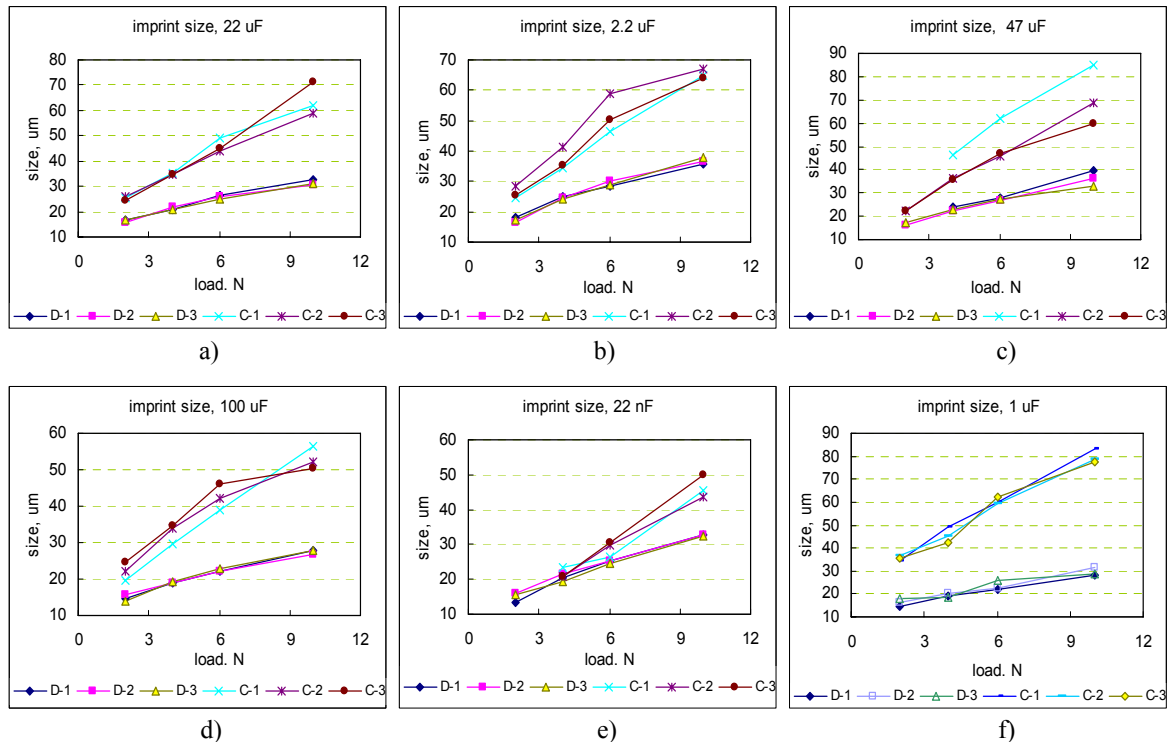 imprint size, 22 uF
80
70
60
50
40
30
20
10
size, um
0 3 6 9 12
load. N
D-1 D-2 D-3 C-1 C-2 C-3
a)
imprint size, 2.2 uF
70
60
50
40
30
20
10
size, um
0 3 6 9 12
load. N
D-1 D-2 D-3 C-1 C-2 C-3
b)
imprint size, 47 uF
90
80
70
60
50
40
30
20
10
size, um
0 3 6 9 12
load. N
D-1 D-2 D-3 C-1 C-2 C-3
c)
imprint size, 100 uF
60
50
40
30
20
10
size, um
0 3 6 9 12
load. N
D-1 D-2 D-3 C-1 C-2 C-3
d)
imprint size, 22 nF
60
50
40
30
20
10
size, um
0 3 6 9 12
load. N
D-1 D-2 D-3 C-1 C-2 C-3
e)
imprint size, 1 uF
90
80
70
60
50
40
30
20
10
size, um
0 3 6 9 12
load. N
D-1 D-2 D-3 C-1 C-2 C-3
f)